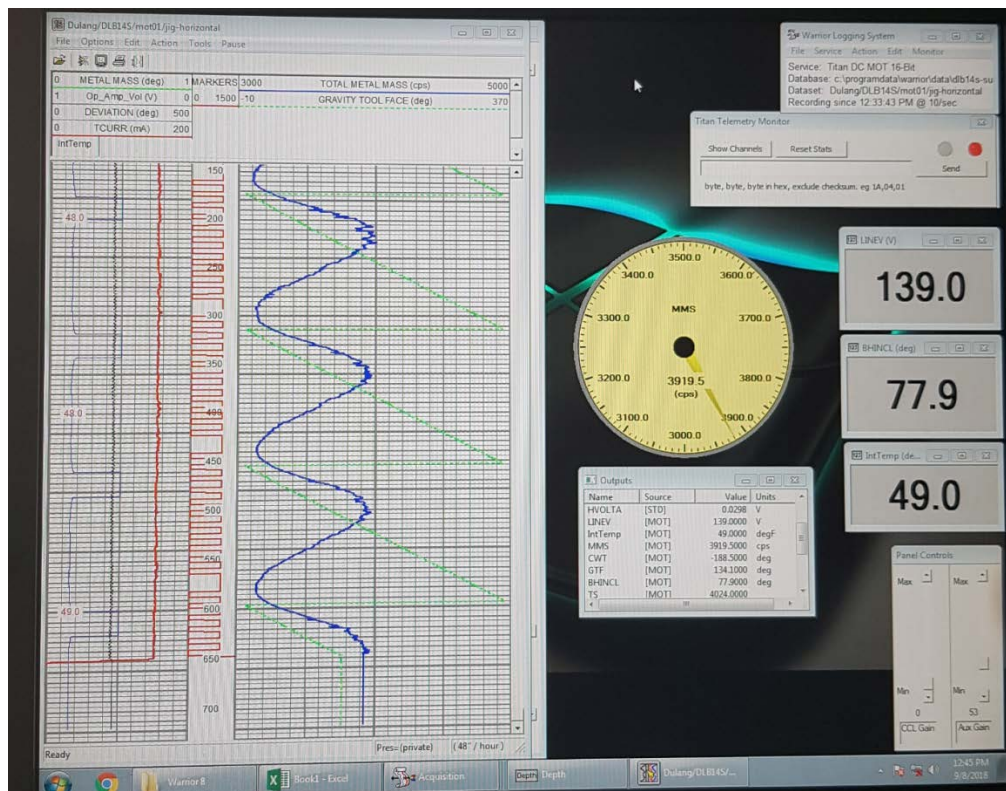 Dulang/DLB14S/mot01/jig-horizontal
File Options Edit Action Tools Pause
0 METAL MASS (deg) 1 MARKERS 3000 TOTAL METAL MASS (cps) 5000
1 Op_Amp_Vol (V) 0 0 1500 -10 GRAVITY TOOL FACE (deg) 370
0 DEVIATION (deg) 500
0 TCURR (mA) 200
IntTemp
150
48.0
200
250
300
350
48.0
400
450
500
550
49.0
600
650
700
Ready Pres=(private) (48" / hour)
Warrior Logging System
File Service Action Edit Monitor
Service: Titan DC MOT 16-Bit
Database: c:\programdata\warrior\data\dlb14s-su
Dataset: Dulang/DLB14S/mot01/jig-horizontal
Recording since 12:33:43 PM @ 10/sec
Titan Telemetry Monitor
Show Channels Reset Stats
Send
byte, byte, byte in hex, exclude checksum. eg 1A,04,01
3500.0
3400.0 3600.0
MMS
3300.0 3700.0
3200.0 3919.5 3800.0
(cps)
3100.0 3900.0
3000.0
LINEV (V)
139.0
BHINCL (deg)
77.9
IntTemp (de...
49.0
Outputs
Name Source Value Units
HVOLTA [STD] 0.0298 V
LINEV [MOT] 139.0000 V
IntTemp [MOT] 49.0000 degF
MMS [MOT] 3919.5000 cps
CWT [MOT] -188.5000 deg
GTF [MOT] 134.1000 deg
BHINCL [MOT] 77.9000 deg
TS [MOT] 4024.0000
Panel Controls
Max Max
Min Min
0 53
CCL Gain Aux Gain
Warrior 8 Book1 - Excel Acquisition Depth Depth Dulang/DLB14S/...
12:45 PM
9/8/2018